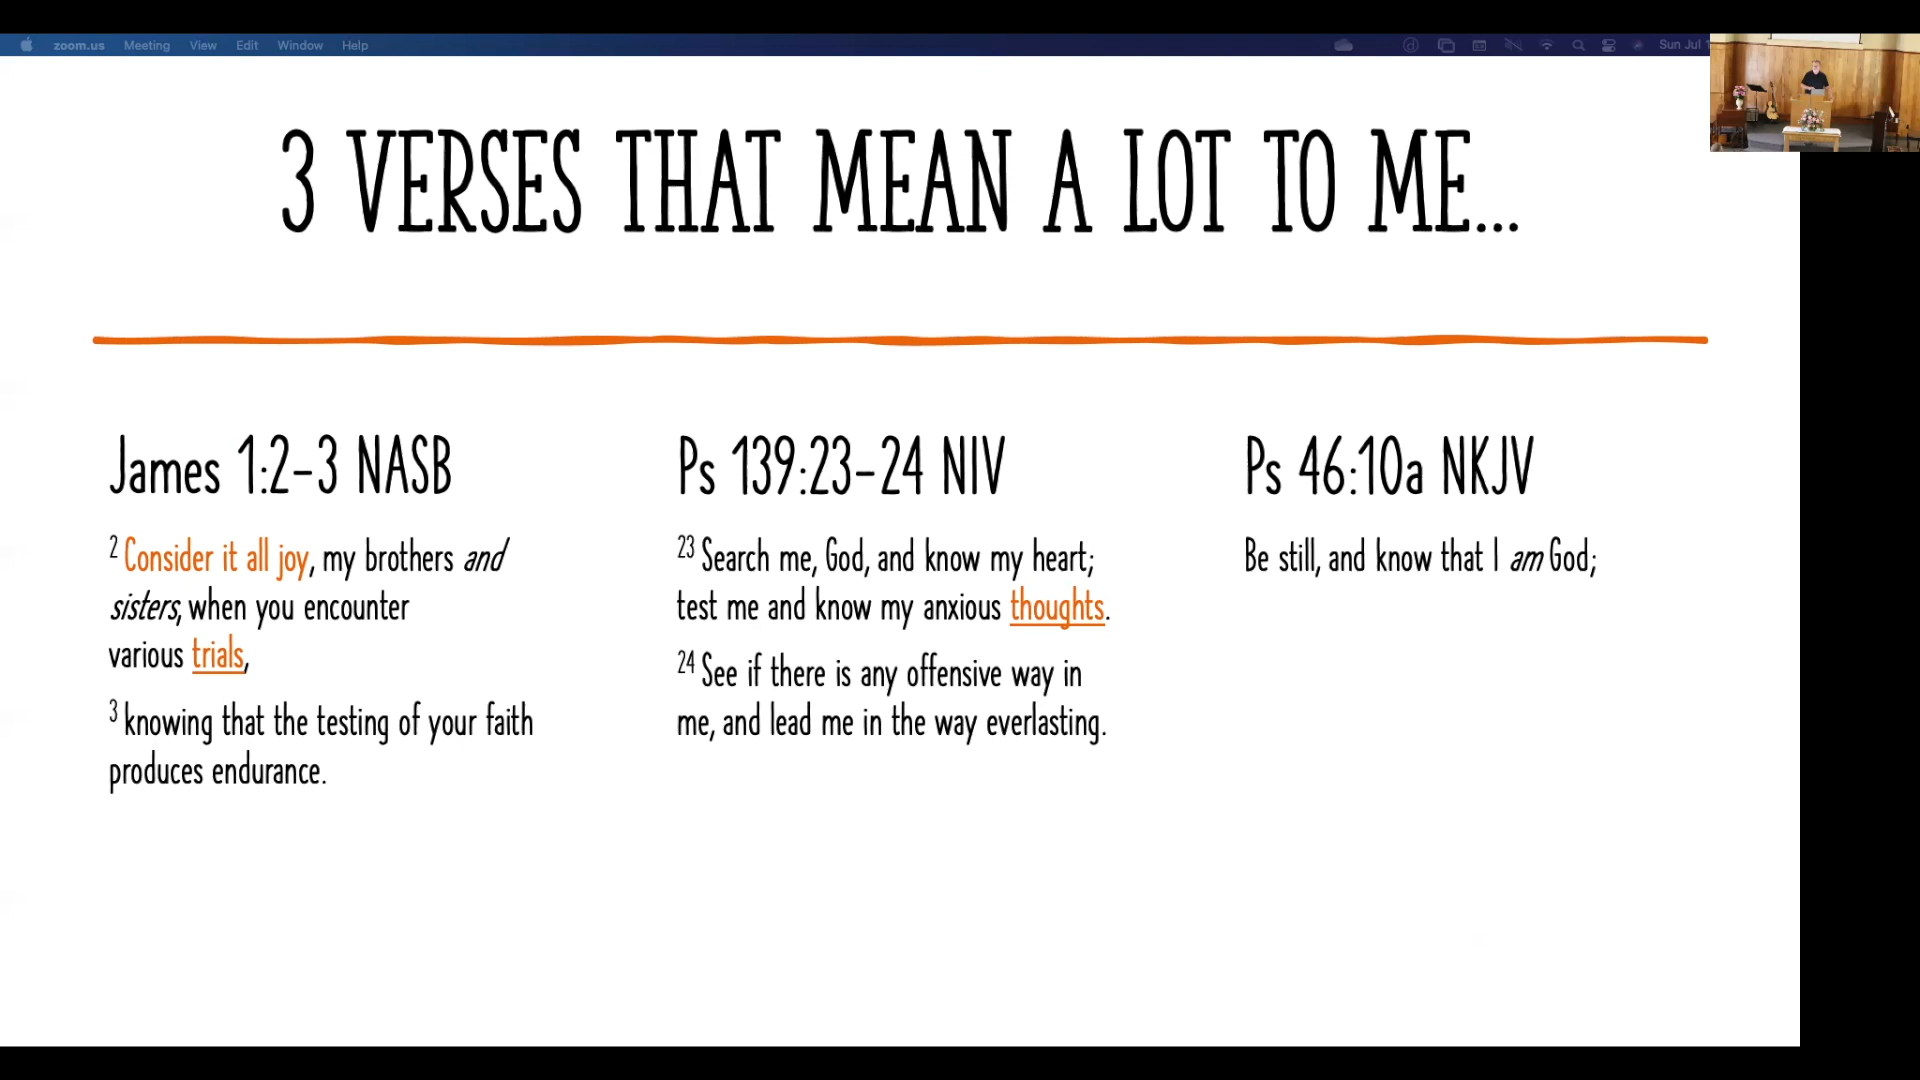 zoom.us Meeting View Edit Window Help Sun Jul
3 VERSES THAT MEAN A LOT TO ME...
James 1:2-3 NASB
2 Consider it all joy, my brothers and
sisters, when you encounter
various trials,
3 knowing that the testing of your faith
produces endurance.
Ps 139:23-24 NIV
23 Search me, God, and know my heart;
test me and know my anxious thoughts.
24 See if there is any offensive way in
me, and lead me in the way everlasting.
Ps 46:10a NKJV
Be still, and know that I am God;